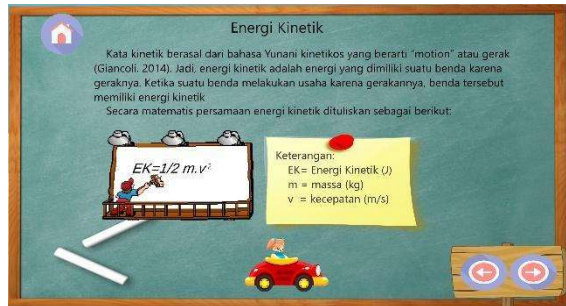 Energi Kinetik
Kata kinetik berasal dari bahasa Yunani kinetikos yang berarti "motion" atau gerak
(Giancoli. 2014). Jadi, energi kinetik adalah energi yang dimiliki suatu benda karena
geraknya. Ketika suatu benda melakukan usaha karena gerakannya, benda tersebut
memiliki energi kinetik
Secara matematis persamaan energi kinetik dituliskan sebagai berikut:
EK=1/2 m.v²
Keterangan:
EK= Energi Kinetik (J)
m = massa (kg)
v = kecepatan (m/s)